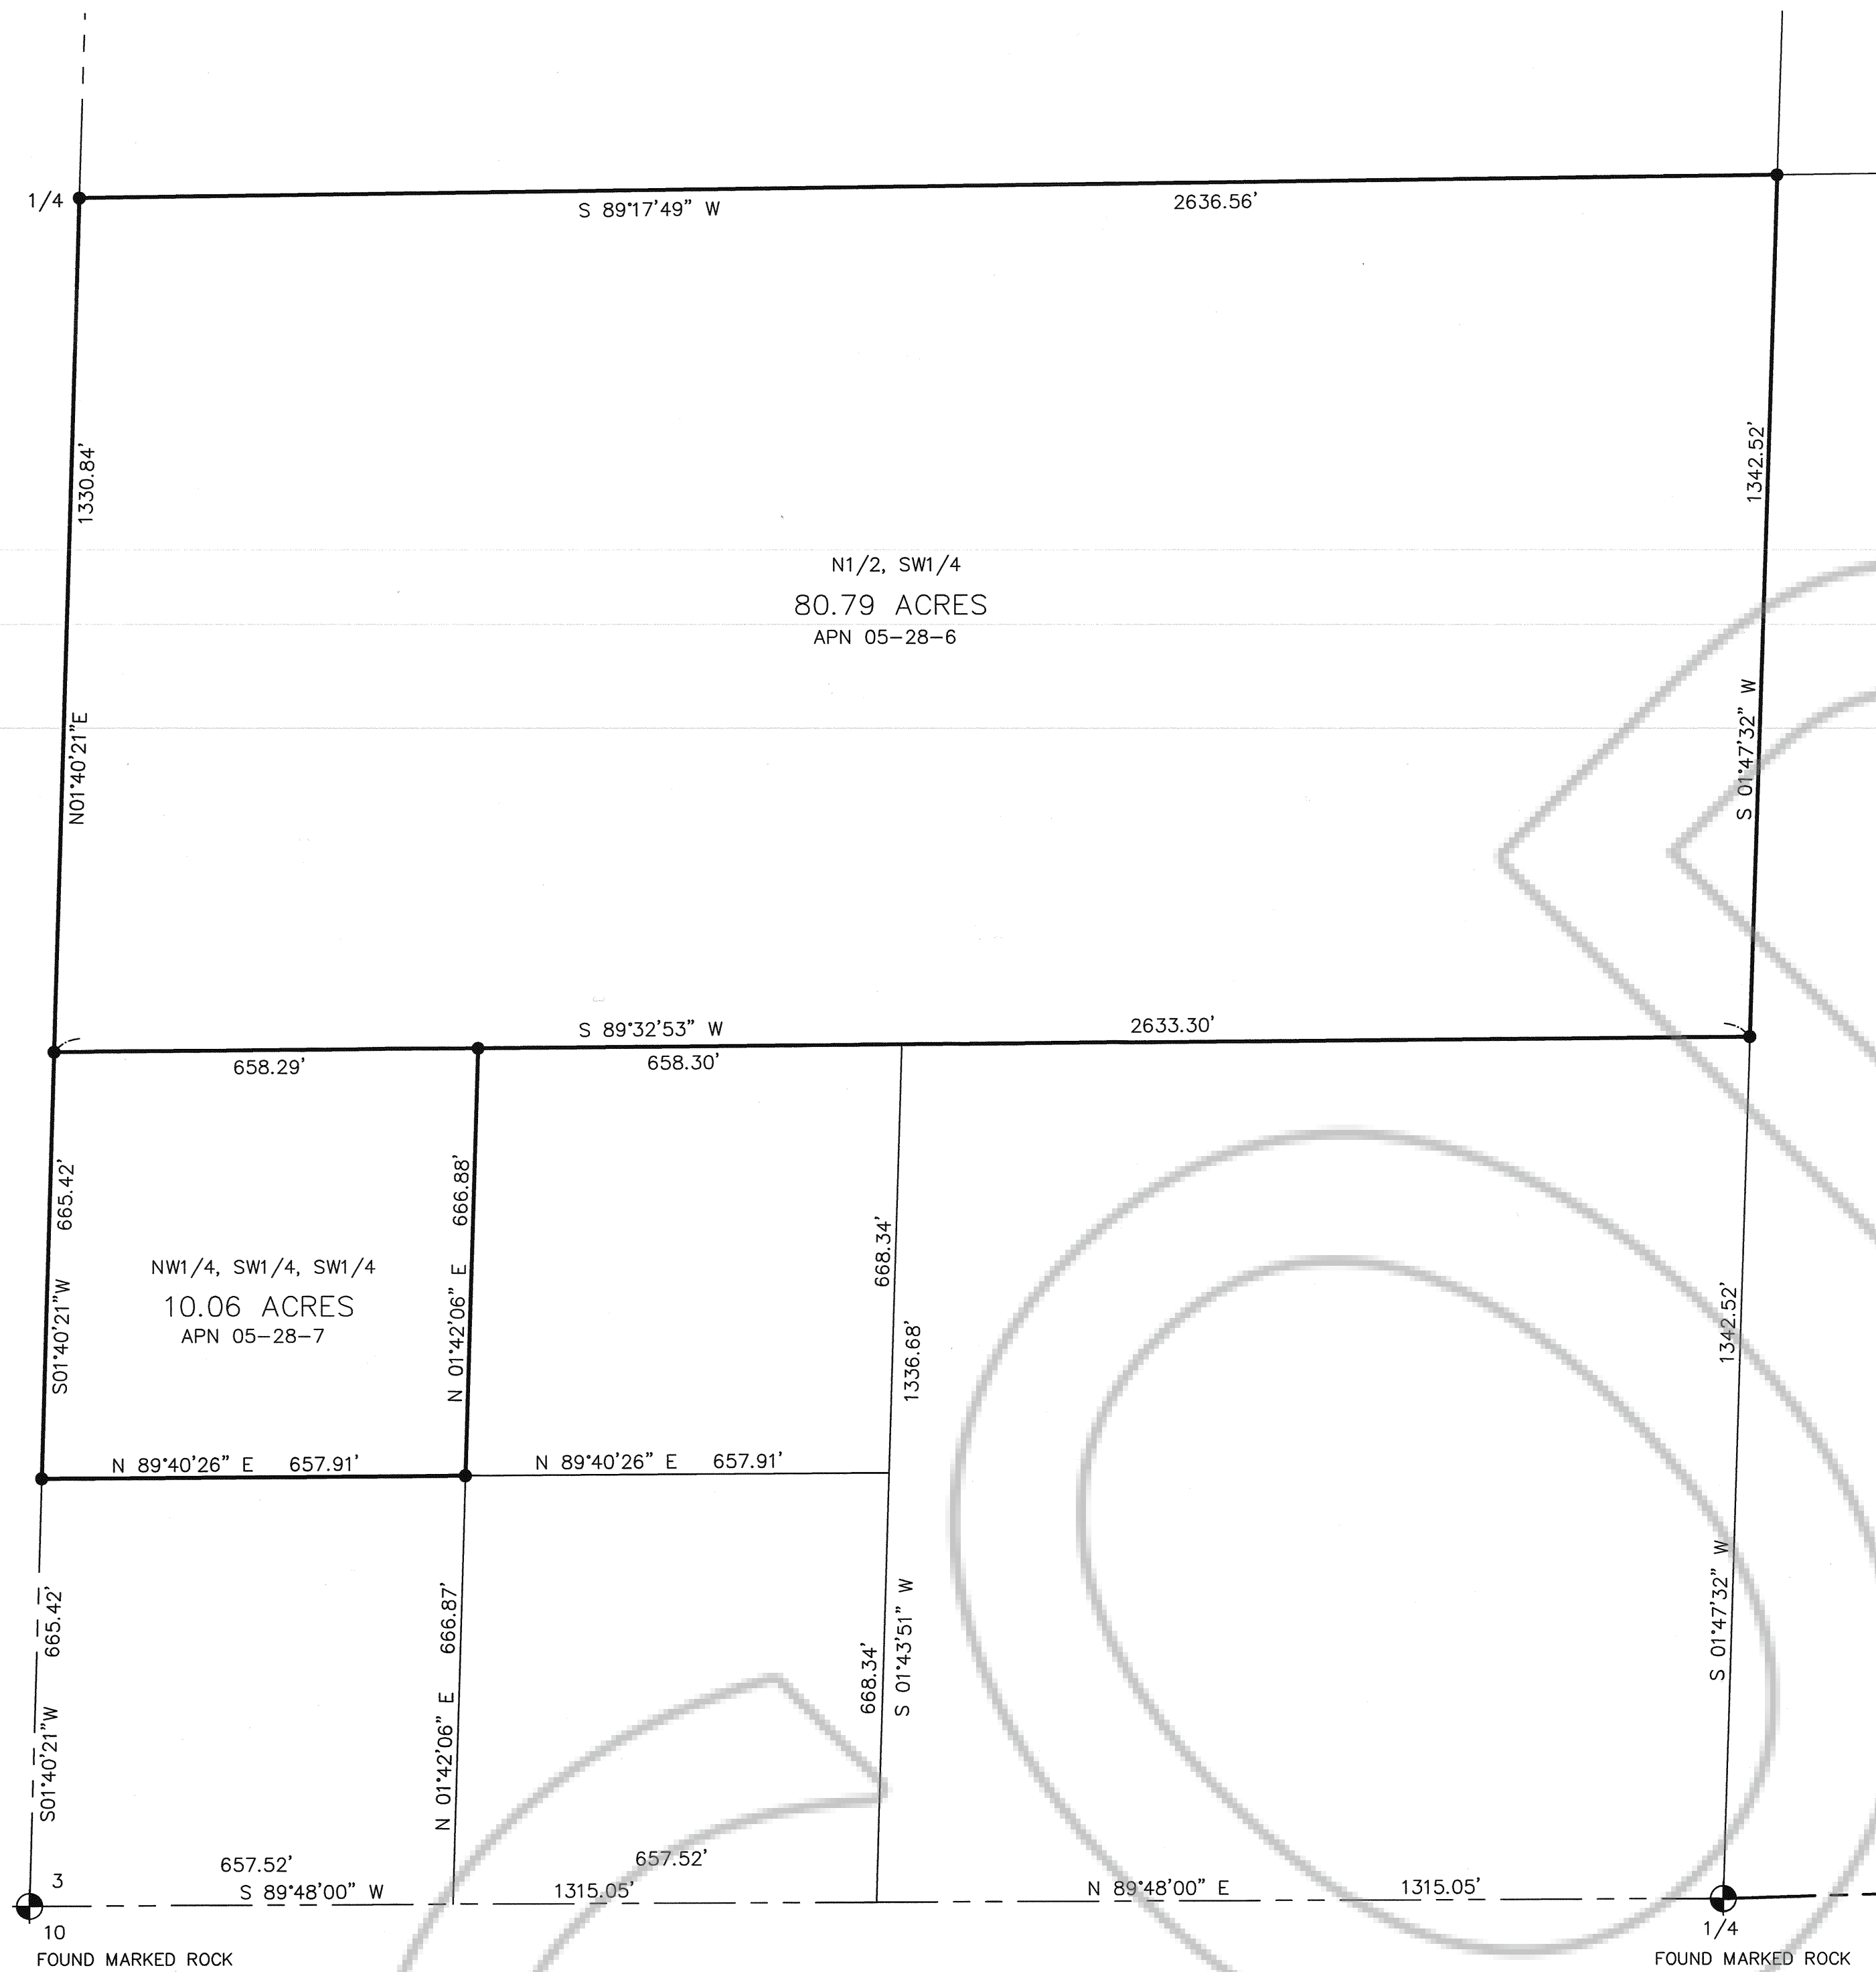 1/4
S 89°17'49" W
2636.56'
1330.84'
N01°40'21"E
1342.52'
S 01°47'32" W
N1/2, SW1/4
80.79 ACRES
APN 05-28-6
S 89°32'53" W
2633.30'
658.29'
658.30'
665.42'
S01°40'21"W
666.88'
N 01°42'06" E
NW1/4, SW1/4, SW1/4
10.06 ACRES
APN 05-28-7
668.34'
1336.68'
1342.52'
N 89°40'26" E 657.91'
N 89°40'26" E 657.91'
665.42'
S01°40'21"W
666.87'
N 01°42'06" E
668.34'
S 01°43'51" W
S 01°47'32" W
657.52'
657.52'
3
S 89°48'00" W
1315.05'
N 89°48'00" E
1315.05'
10
1/4
FOUND MARKED ROCK
FOUND MARKED ROCK